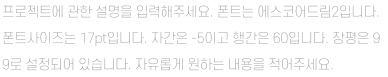 프로젝트에 관한 설명을 입력해주세요. 폰트는 에스코어드림2입니다.
폰트사이즈는 17pt입니다. 자간은 -50이고 행간은 60입니다. 장평은 9
9로 설정되어 있습니다. 자유롭게 원하는 내용을 적어주세요.